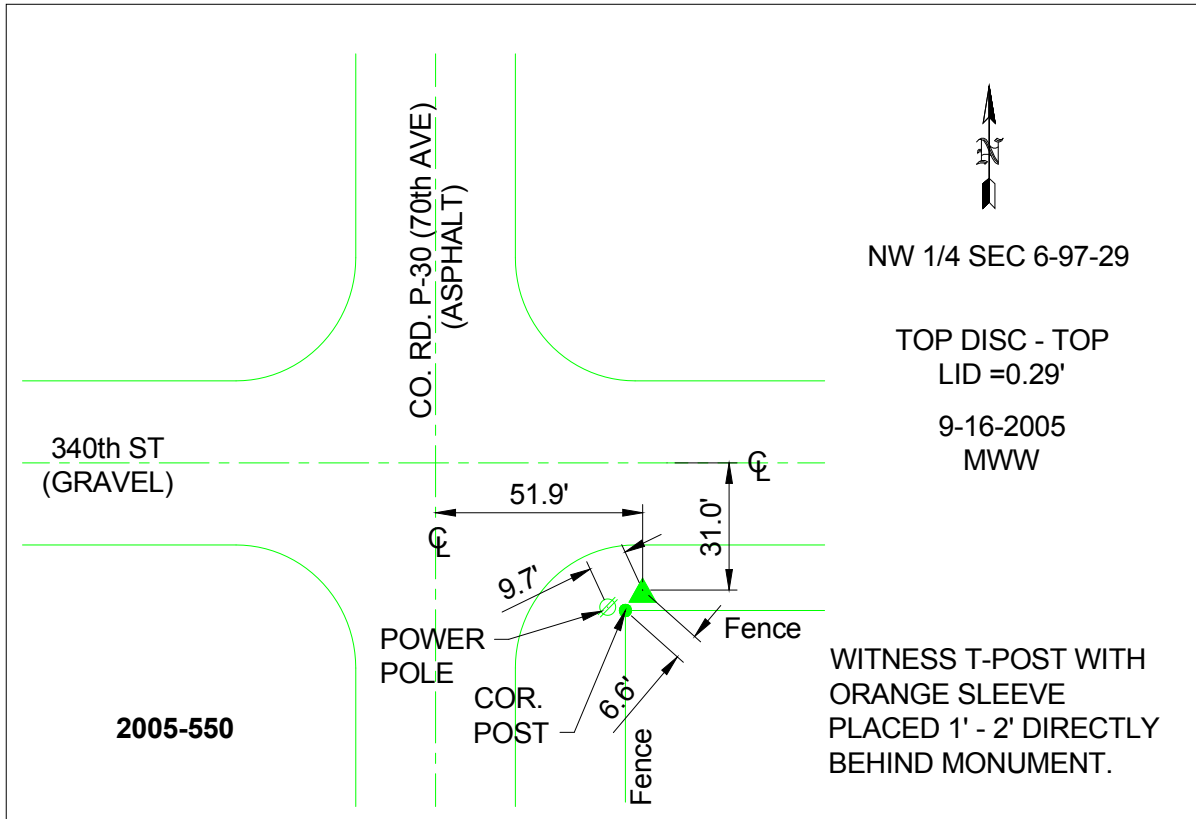 CO. RD. P-30 (70th AVE)
(ASPHALT)
N
NW 1/4 SEC 6-97-29
TOP DISC - TOP
LID =0.29'
9-16-2005
MWW
340th ST
(GRAVEL)
℄
51.9'
31.0'
℄
9.7'
POWER
POLE
Fence
COR.
POST
6.6'
Fence
2005-550
WITNESS T-POST WITH
ORANGE SLEEVE
PLACED 1' - 2' DIRECTLY
BEHIND MONUMENT.